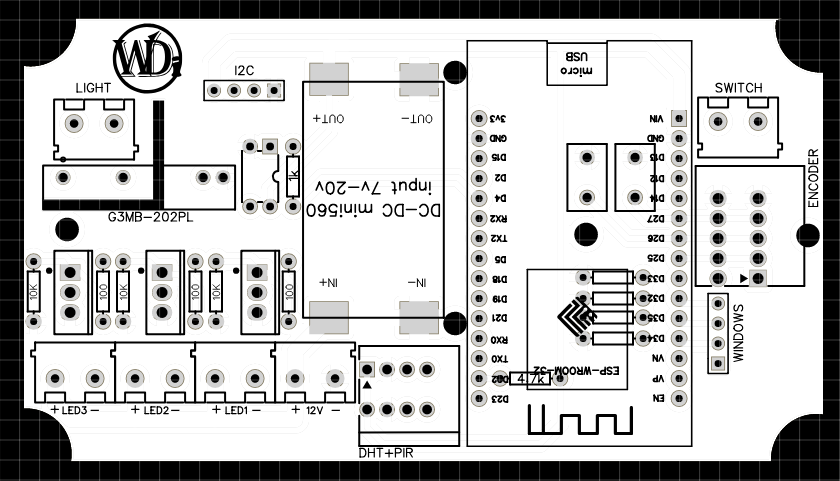 WDi
LIGHT
I2C
micro
USB
SWITCH
OUT+
OUT-
3v3
VIN
GND
GND
D15
D13
D2
D12
1k
D4
D14
DC-DC mini560
input 7v-20v
ENCODER
G3MB-202PL
RX2
D27
TX2
D26
D5
D25
IN+
IN-
D18
D33
10K
100
10K
100
10K
100
D19
D32
D21
D35
WINDOWS
RX0
D34
TX0
VN
ESP-WROOM-32
4.7k
VP
D23
EN
+ LED3 -
+ LED2 -
+ LED1 -
+ 12V -
DHT+PIR